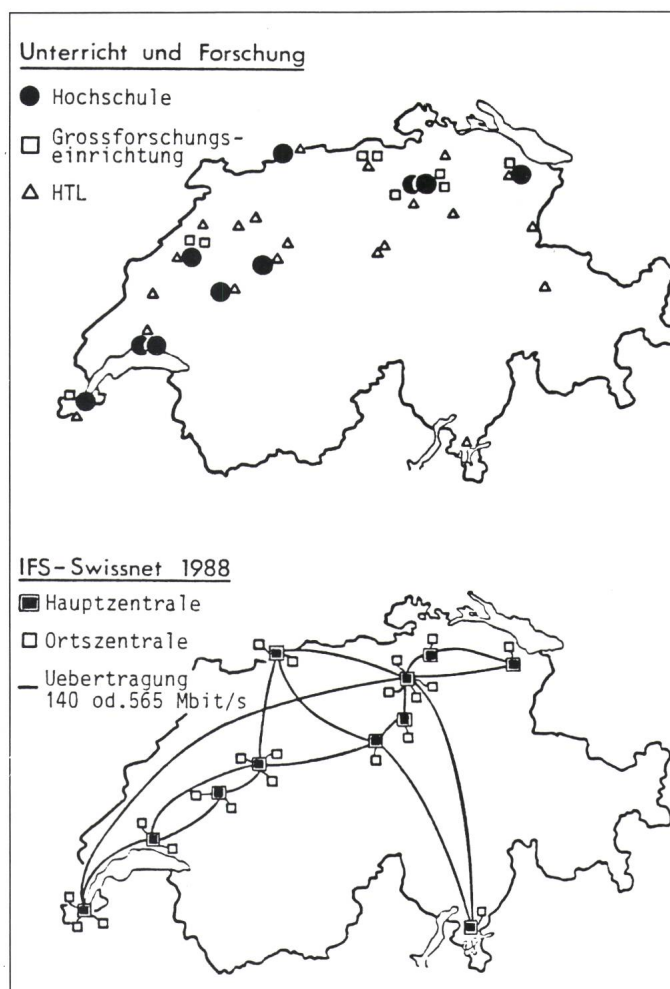 Unterricht und Forschung
Hochschule
Grossforschungs-
einrichtung
HTL
IFS-Swissnet 1988
Hauptzentrale
Ortszentrale
Uebertragung
140 od.565 Mbit/s